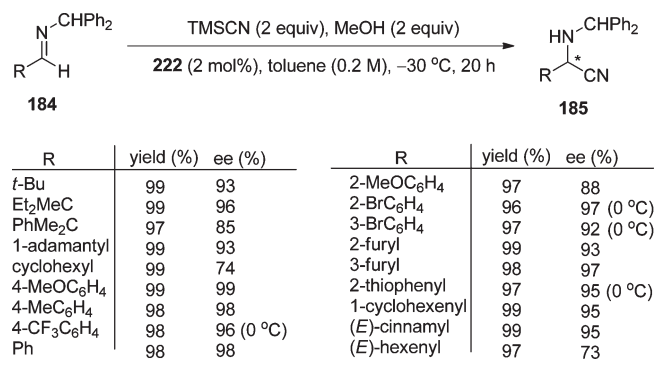 N CHPh2
R H
184
TMSCN (2 equiv), MeOH (2 equiv)
222 (2 mol%), toluene (0.2 M), –30 °C, 20 h
HN CHPh2
R * CN
185
R yield (%) ee (%)
t-Bu 99 93
Et2MeC 99 96
PhMe2C 97 85
1-adamantyl 99 93
cyclohexyl 99 74
4-MeOC6H4 99 99
4-MeC6H4 98 98
4-CF3C6H4 98 96 (0 °C)
Ph 98 98
R yield (%) ee (%)
2-MeOC6H4 97 88
2-BrC6H4 96 97 (0 °C)
3-BrC6H4 97 92 (0 °C)
2-furyl 99 93
3-furyl 98 97
2-thiophenyl 97 95 (0 °C)
1-cyclohexenyl 99 95
(E)-cinnamyl 99 95
(E)-hexenyl 97 73